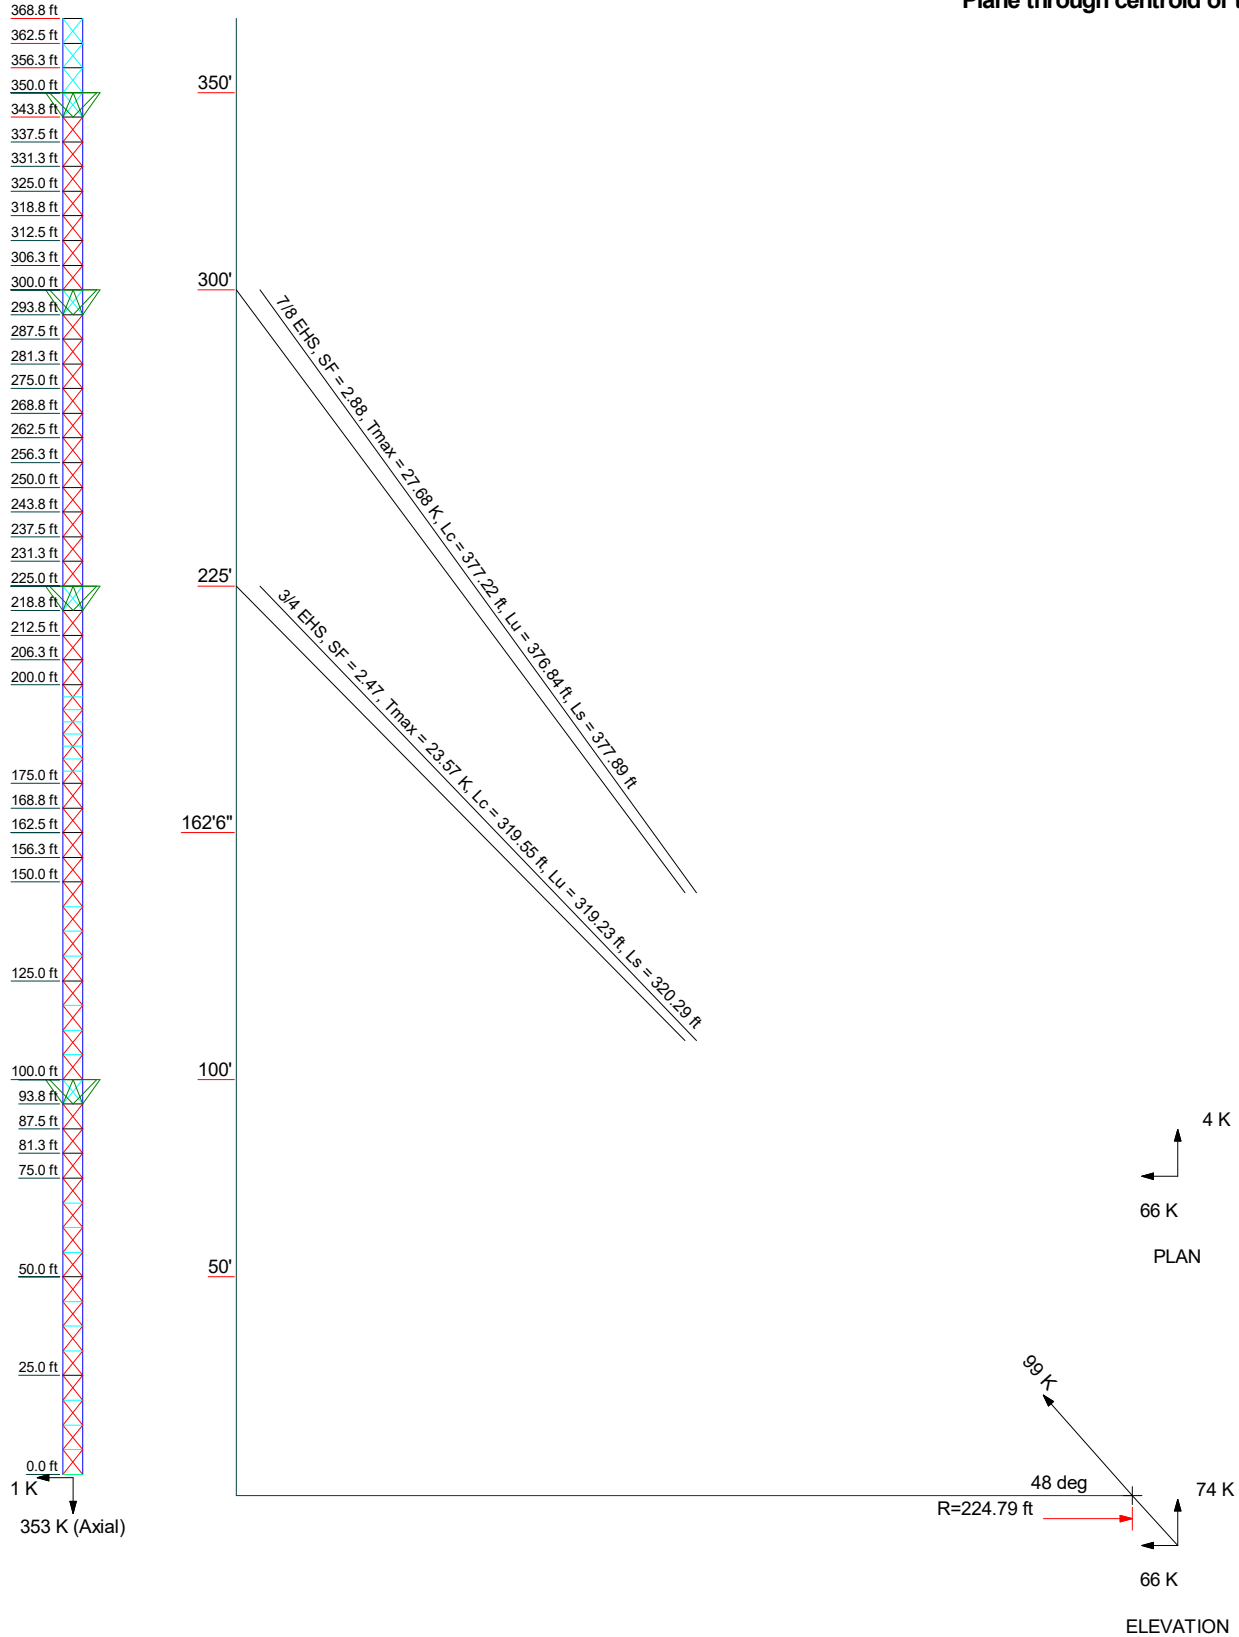 Plane through centroid of t
368.8 ft
362.5 ft
356.3 ft
350.0 ft
343.8 ft
337.5 ft
331.3 ft
325.0 ft
318.8 ft
312.5 ft
306.3 ft
300.0 ft
293.8 ft
287.5 ft
281.3 ft
275.0 ft
268.8 ft
262.5 ft
256.3 ft
250.0 ft
243.8 ft
237.5 ft
231.3 ft
225.0 ft
218.8 ft
212.5 ft
206.3 ft
200.0 ft
175.0 ft
168.8 ft
162.5 ft
156.3 ft
150.0 ft
125.0 ft
100.0 ft
93.8 ft
87.5 ft
81.3 ft
75.0 ft
50.0 ft
25.0 ft
0.0 ft
1 K
353 K (Axial)
350'
300'
225'
162'6"
100'
50'
7/8 EHS, SF = 2.88, Tmax = 27.68 K, Lc = 377.22 ft, Lu = 376.84 ft, Ls = 377.89 ft
3/4 EHS, SF = 2.47, Tmax = 23.57 K, Lc = 319.55 ft, Lu = 319.23 ft, Ls = 320.29 ft
4 K
66 K
PLAN
99 K
48 deg
74 K
R=224.79 ft
66 K
ELEVATION